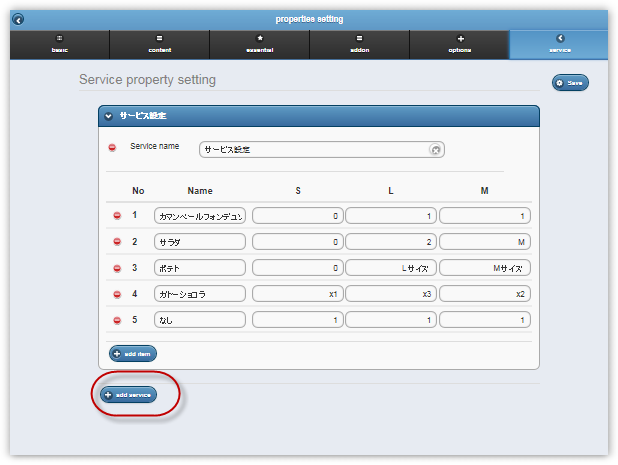 properties setting
basic content essential addon options service
Service property setting
Save
サービス設定
Service name サービス設定
No Name S L M
1 カマンベールフォンデュソ 0 1 1
2 サラダ 0 2 M
3 ポテト 0 Lサイズ Mサイズ
4 ガトーショコラ x1 x3 x2
5 なし 1 1 1
add item
add service